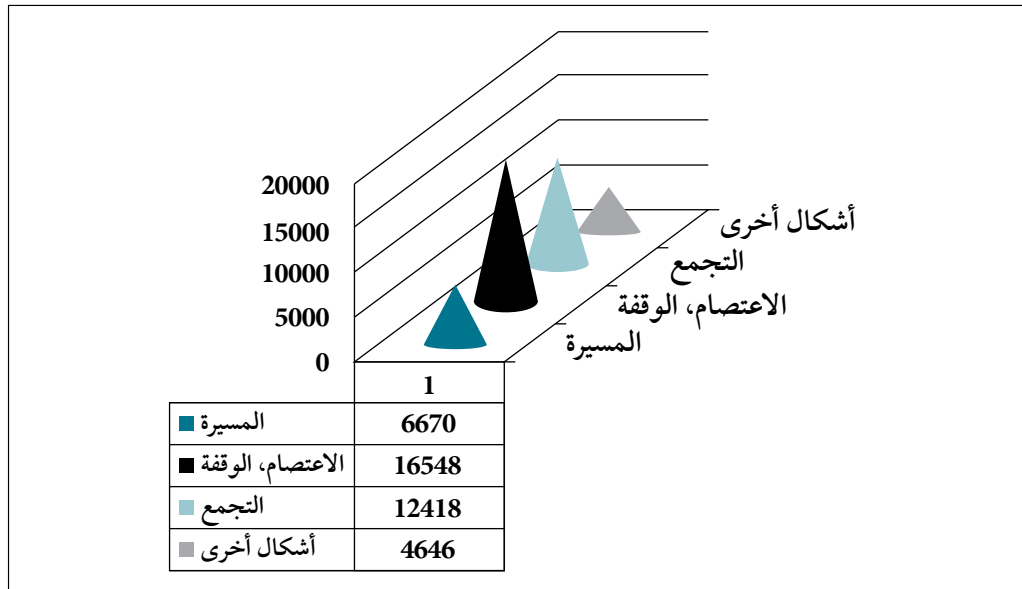 20000
15000
10000
5000
0
أشكال أخرى
التجمع
الاعتصام، الوقفة
المسيرة
1
المسيرة 6670
الاعتصام، الوقفة 16548
التجمع 12418
أشكال أخرى 4646